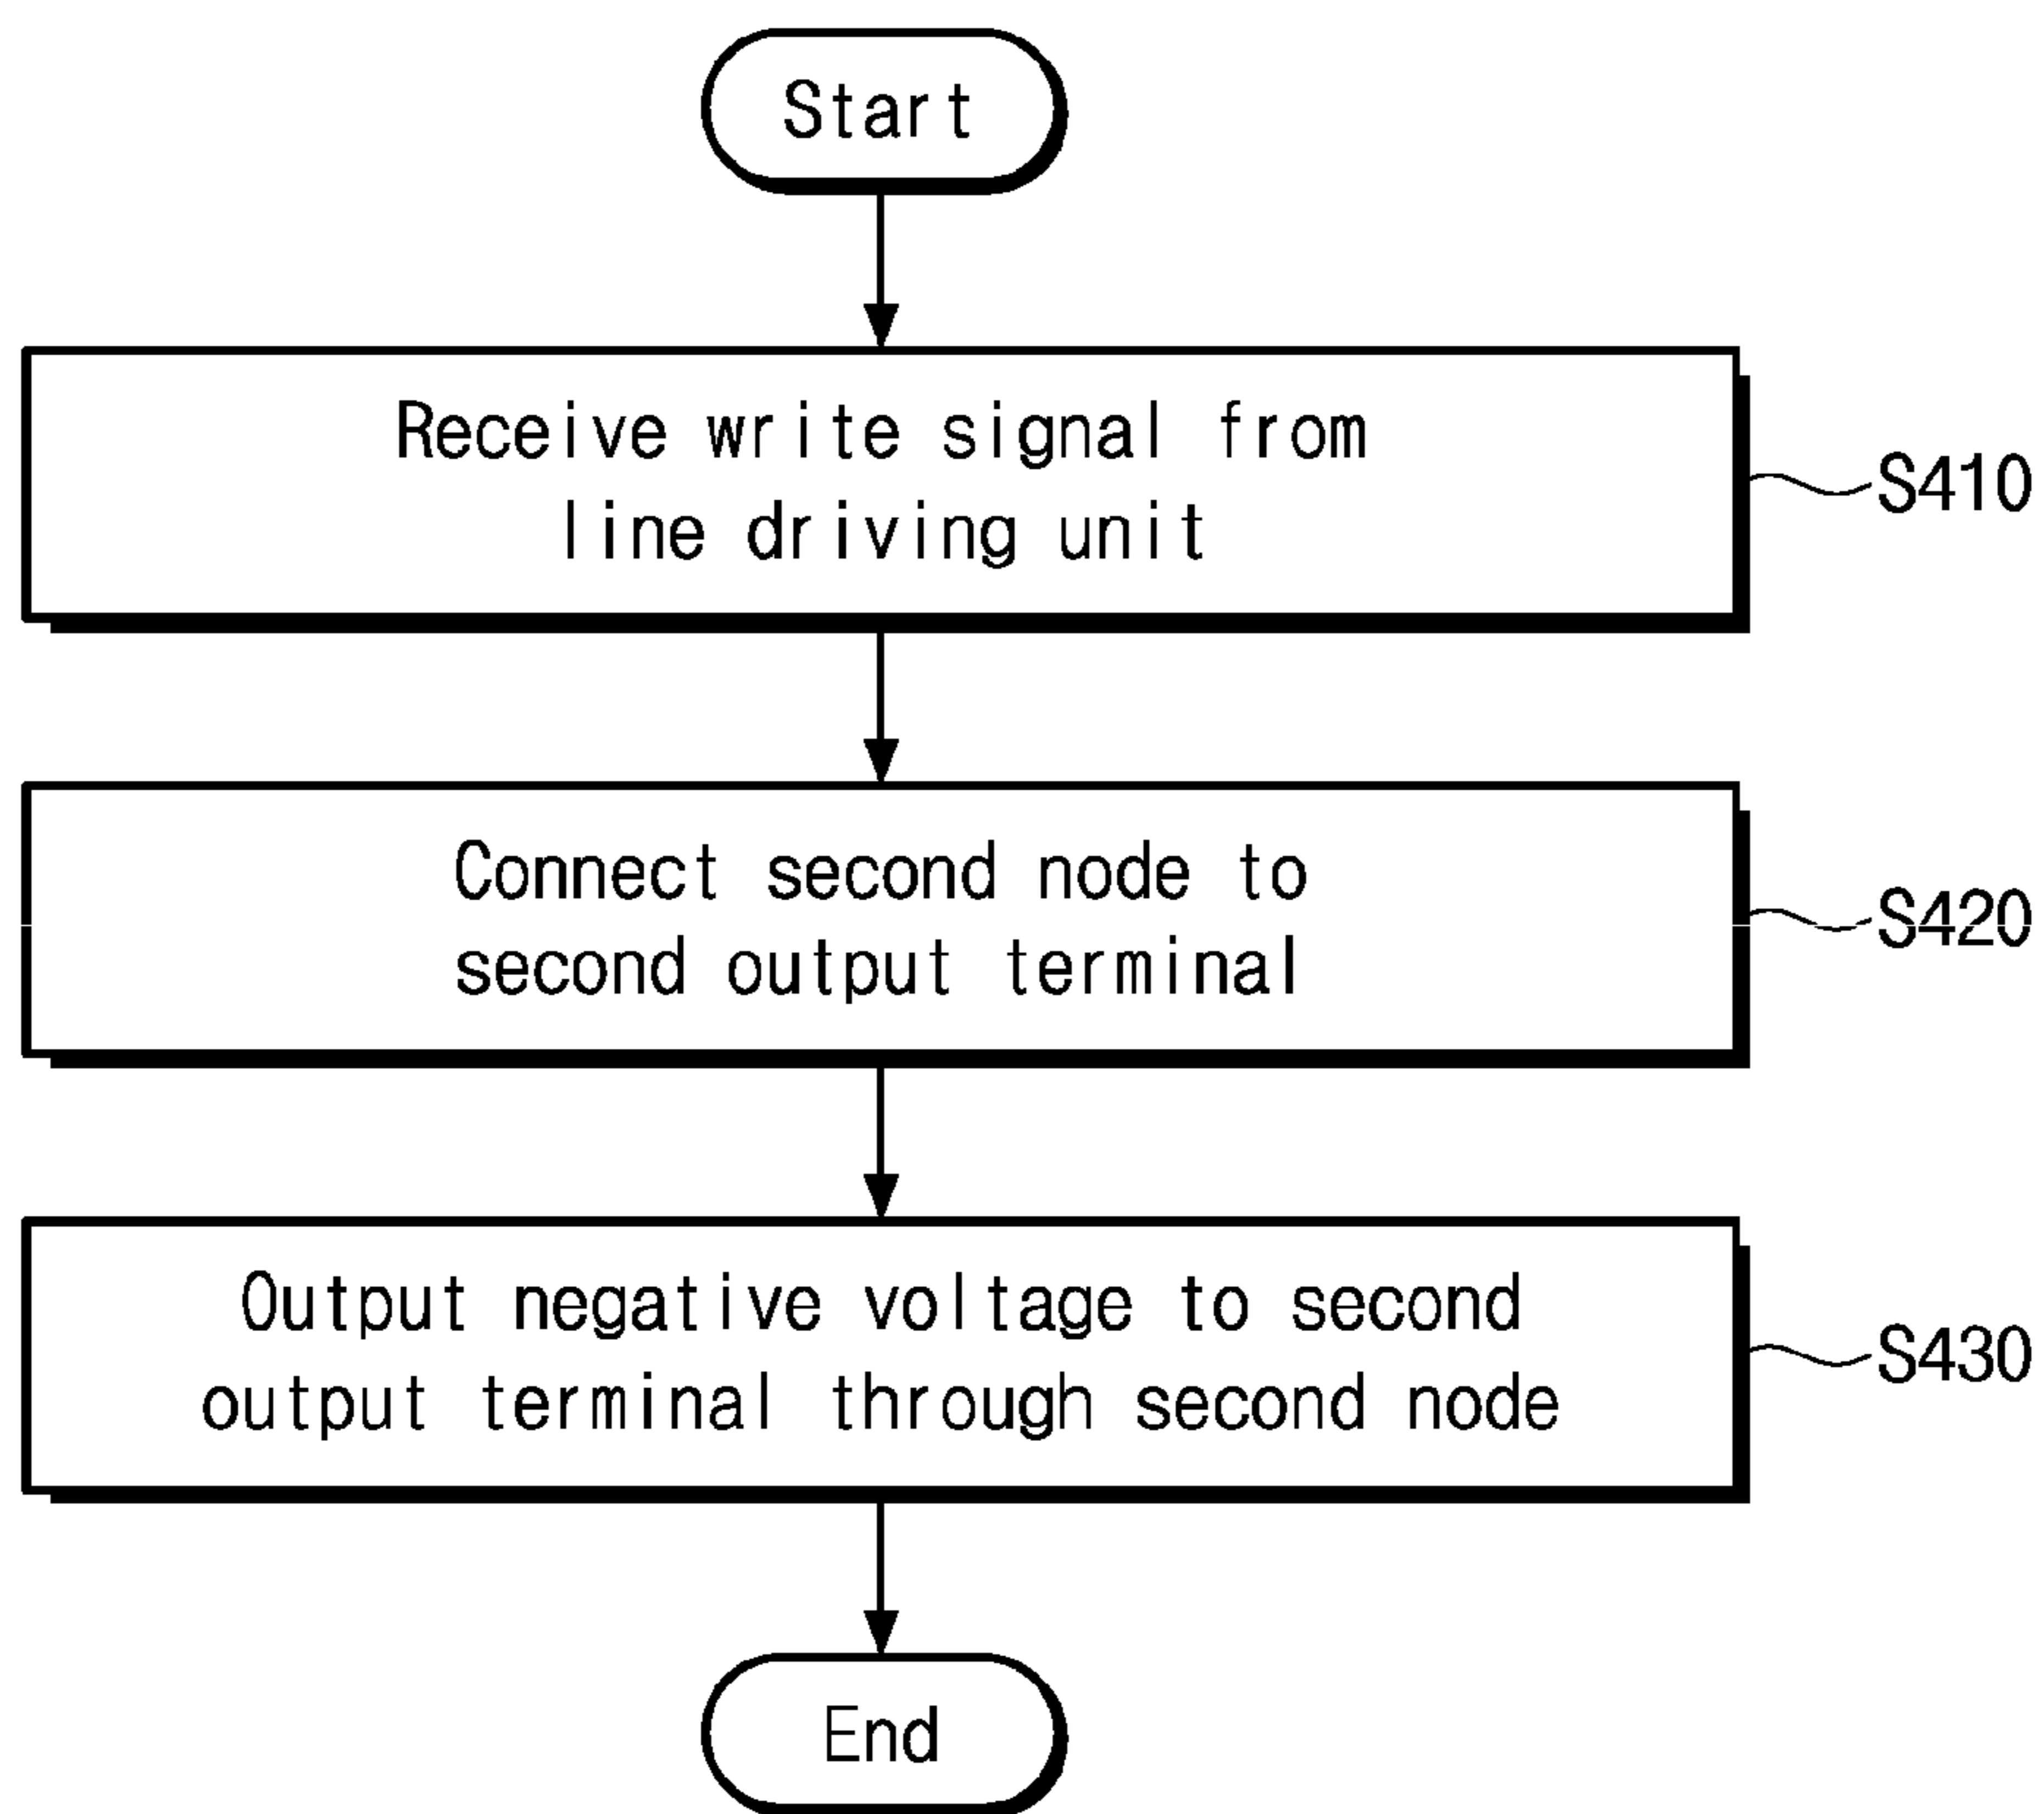 Start
Receive write signal from
line driving unit
S410
Connect second node to
second output terminal
S420
Output negative voltage to second
output terminal through second node
S430
End